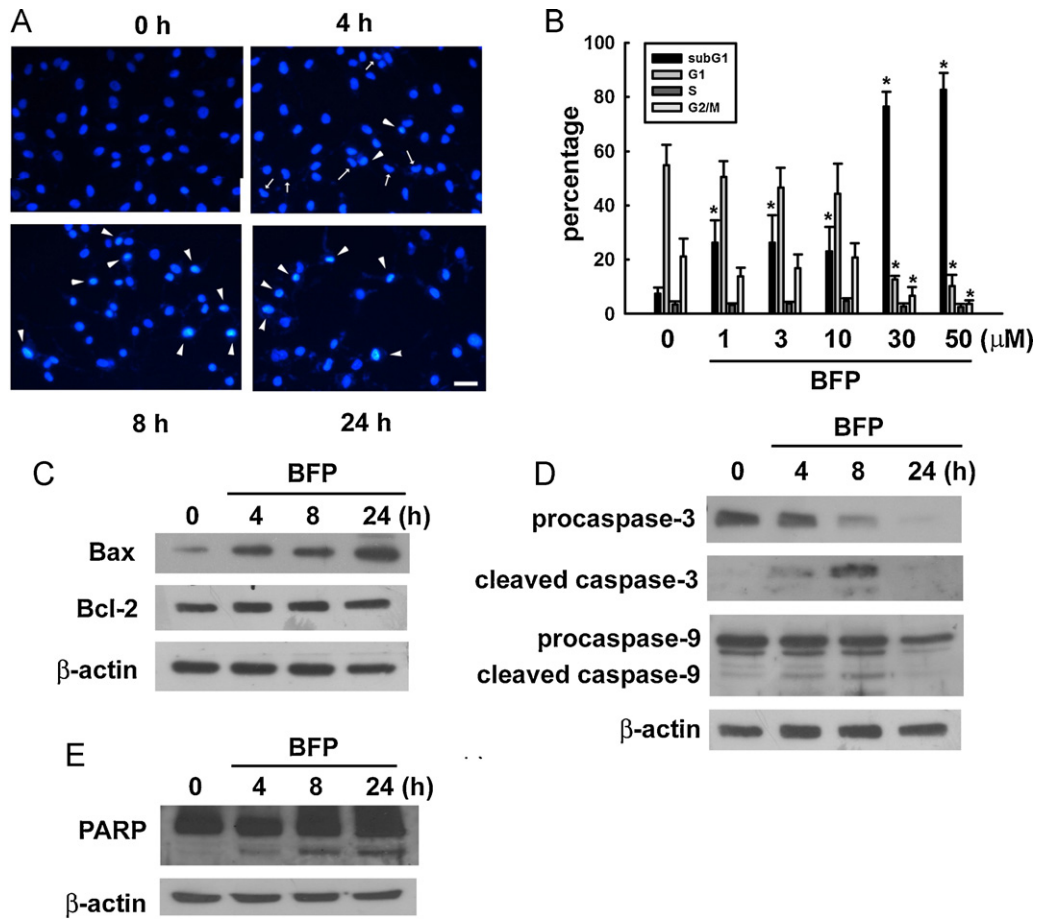 A
0 h
4 h
8 h
24 h
B
100
80
60
40
20
0
percentage
subG1
G1
S
G2/M
*
*
*
*
*
*
*
*
*
0 1 3 10 30 50 (μM)
BFP
C
BFP
0 4 8 24 (h)
Bax
Bcl-2
β-actin
D
BFP
0 4 8 24 (h)
procaspase-3
cleaved caspase-3
procaspase-9
cleaved caspase-9
β-actin
E
BFP
0 4 8 24 (h)
PARP
β-actin